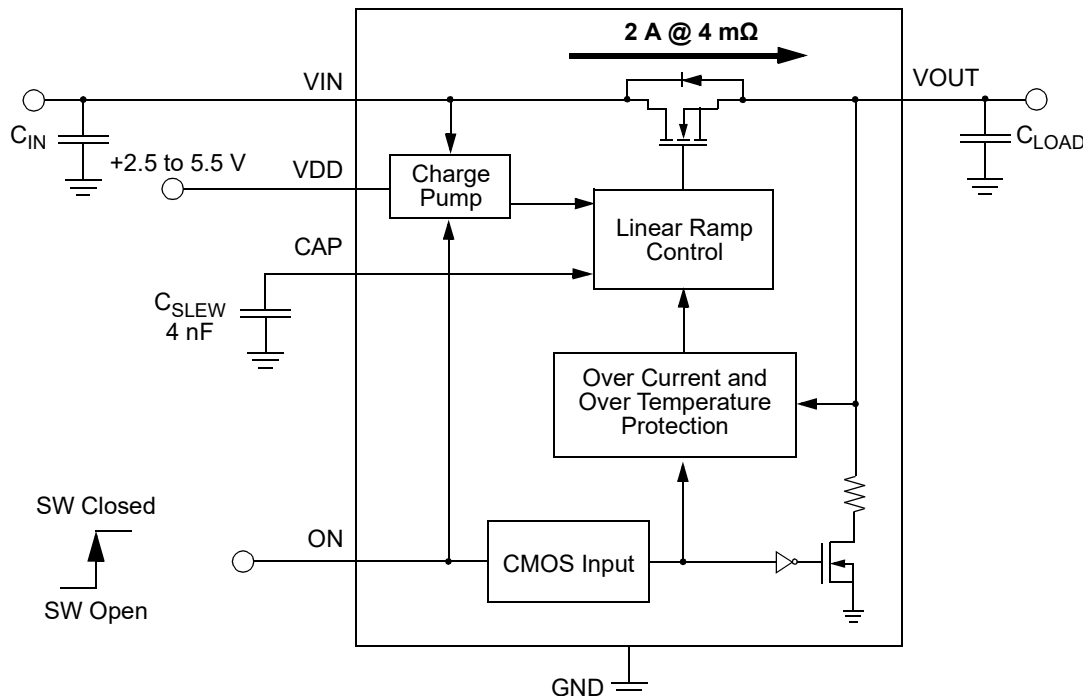 2 A @ 4 mΩ
VIN
VOUT
C_IN
C_LOAD
+2.5 to 5.5 V
VDD
Charge
Pump
Linear Ramp
Control
CAP
C_SLEW
4 nF
Over Current and
Over Temperature
Protection
SW Closed
ON
CMOS Input
SW Open
GND